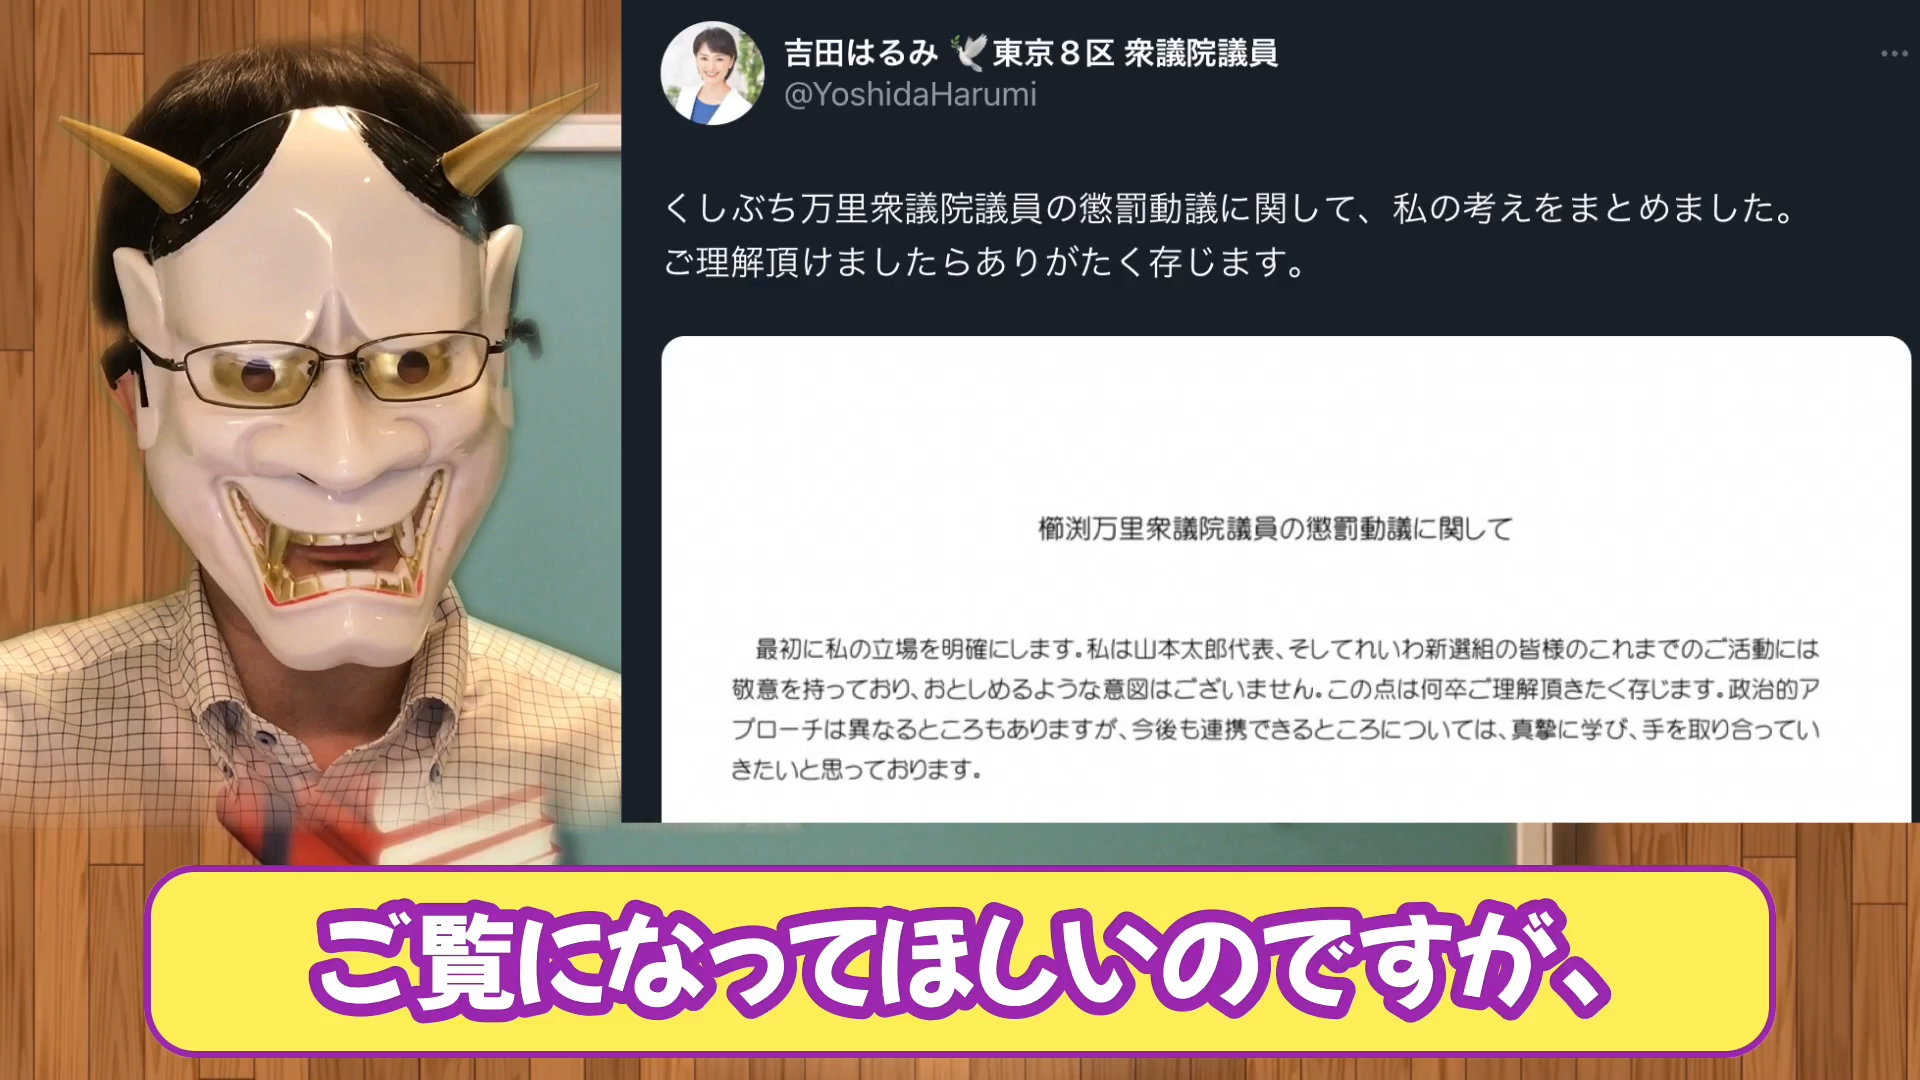 吉田はるみ🕊️東京８区 衆議院議員
@YoshidaHarumi
くしぶち万里衆議院議員の懲罰動議に関して、私の考えをまとめました。
ご理解頂けましたらありがたく存じます。
櫛渕万里衆議院議員の懲罰動議に関して
最初に私の立場を明確にします。私は山本太郎代表、そしてれいわ新選組の皆様のこれまでのご活動には
敬意を持っており、おとしめるような意図はございません。この点は何卒ご理解頂きたく存じます。政治的ア
プローチは異なるところもありますが、今後も連携できるところについては、真摯に学び、手を取り合ってい
きたいと思っております。
ご覧になってほしいのですが、